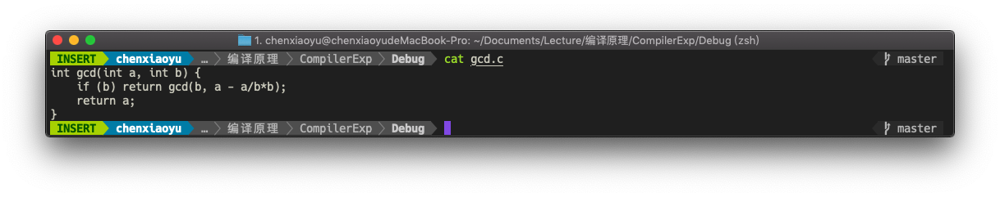 1. chenxiaoyu@chenxiaoyudeMacBook-Pro: ~/Documents/Lecture/编译原理/CompilerExp/Debug (zsh)
INSERT chenxiaoyu … 编译原理 CompilerExp Debug cat gcd.c master
int gcd(int a, int b) {
    if (b) return gcd(b, a - a/b*b);
    return a;
}
INSERT chenxiaoyu … 编译原理 CompilerExp Debug master